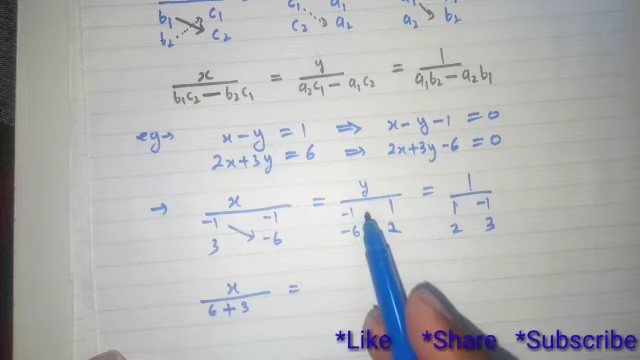 b₁ c₁ c₁ a₁ a₁ b₁
b₂ c₂ c₂ a₂ a₂ b₂
x/(b₁c₂ − b₂c₁) = y/(a₂c₁ − a₁c₂) = 1/(a₁b₂ − a₂b₁)
eg → x − y = 1 ⟹ x − y − 1 = 0
2x + 3y = 6 ⟹ 2x + 3y − 6 = 0
→ x = y = 1
-1 -1 -1 1 1 -1
3 -6 -6 2 2 3
x/(6 + 3) =
*Like *Share *Subscribe